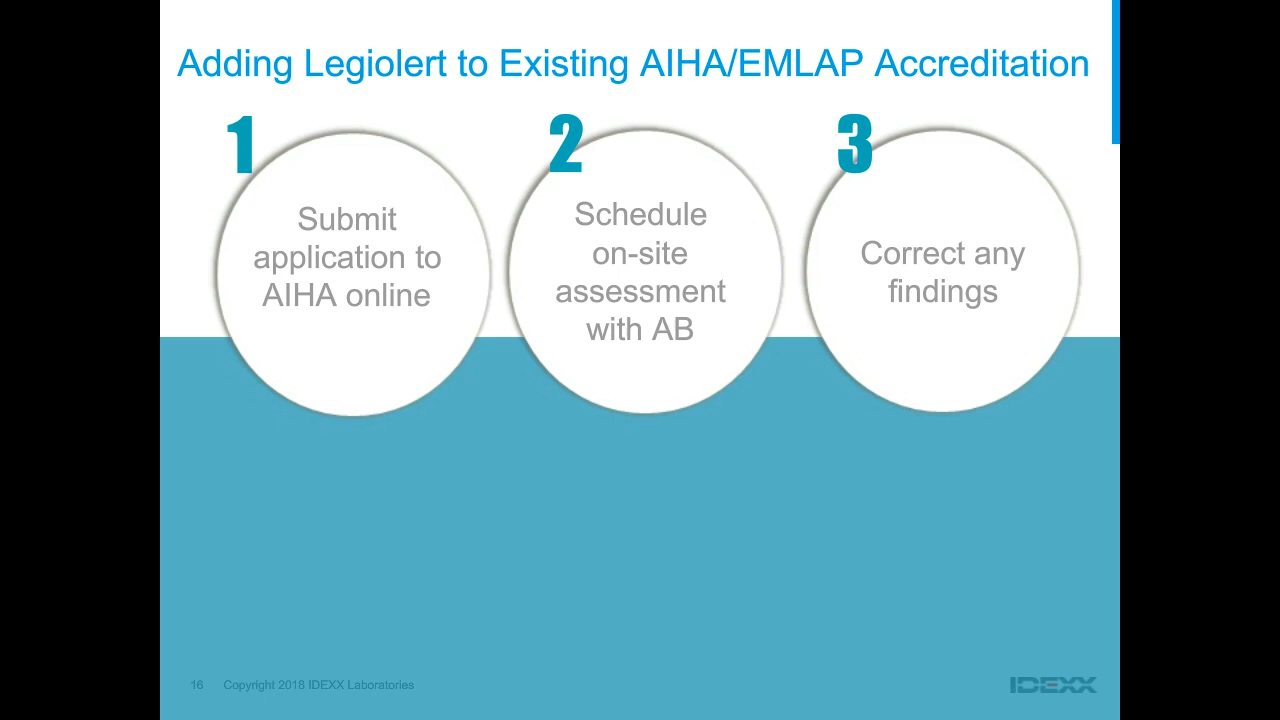 Adding Legiolert to Existing AIHA/EMLAP Accreditation
1
Submit
application to
AIHA online
2
Schedule
on-site
assessment
with AB
3
Correct any
findings
16 Copyright 2018 IDEXX Laboratories
IDEXX